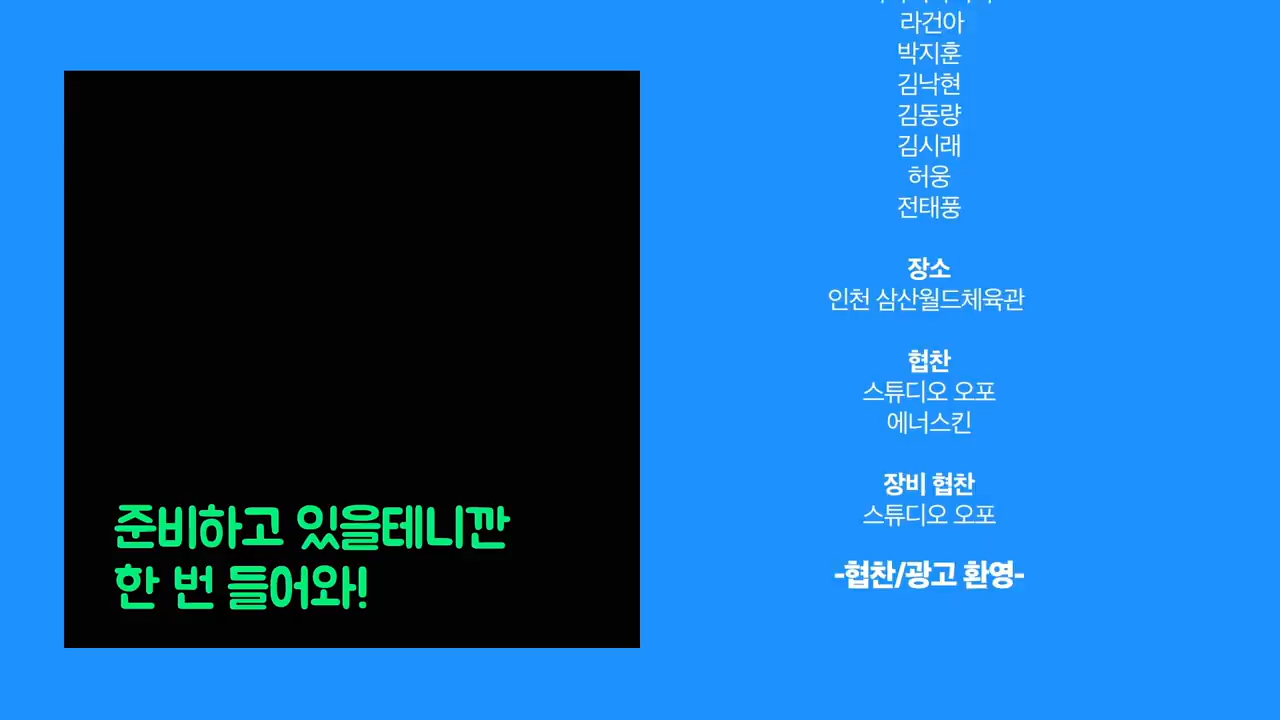 준비하고 있을테니깐
한 번 들어와!
라건아
박지훈
김낙현
김동량
김시래
허웅
전태풍
장소
인천 삼산월드체육관
협찬
스튜디오 오포
에너스킨
장비 협찬
스튜디오 오포
-협찬/광고 환영-